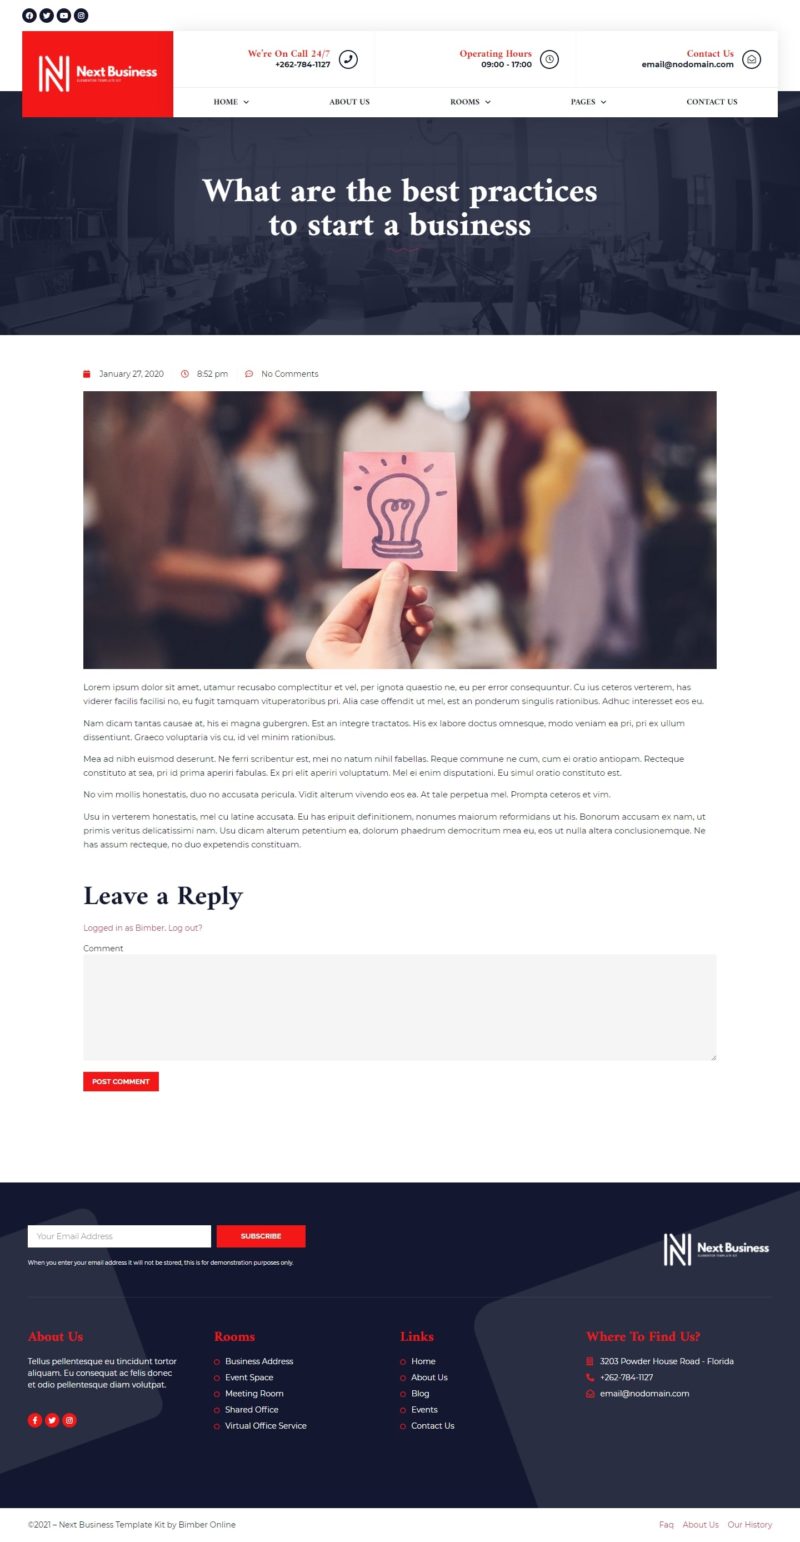 Next Business
ELEMENTOR TEMPLATE KIT
We're On Call 24/7
+262-784-1127
Operating Hours
09:00 - 17:00
Contact Us
email@nodomain.com
HOME
ABOUT US
ROOMS
PAGES
CONTACT US
What are the best practices
to start a business
January 27, 2020
8:52 pm
No Comments
Lorem ipsum dolor sit amet, utamur recusabo complectitur et vel, per ignota quaestio ne, eu per error consequuntur. Cu ius ceteros verterem, has
viderer facilis facilisi no, eu fugit tamquam vituperatoribus pri. Alia case offendit ut mel, est an ponderum singulis rationibus. Adhuc interesset eos eu.
Nam dicam tantas causae at, his ei magna gubergren. Est an integre tractatos. His ex labore doctus omnesque, modo veniam ea pri, pri ex ullum
dissentiunt. Graeco voluptaria vis cu, id vel minim rationibus.
Mea ad nibh euismod deserunt. Ne ferri scribentur est, mei no natum nihil fabellas. Reque commune ne cum, cum ei oratio antiopam. Recteque
constituto at sea, pri id prima aperiri fabulas. Ex pri elit aperiri voluptatum. Mel ei enim disputationi. Eu simul oratio constituto est.
No vim mollis honestatis, duo no accusata pericula. Vidit alterum vivendo eos ea. At tale perpetua mel. Prompta ceteros et vim.
Usu in verterem honestatis, mel cu latine accusata. Eu has eripuit definitionem, nonumes maiorum reformidans ut his. Bonorum accusam ex nam, ut
primis veritus delicatissimi nam. Usu dicam alterum petentium ea, dolorum phaedrum democritum mea eu, eos ut nulla altera conclusionemque. Ne
has assum recteque, no duo expetendis constituam.
Leave a Reply
Logged in as Bimber. Log out?
Comment
POST COMMENT
Your Email Address
SUBSCRIBE
When you enter your email address it will not be stored, this is for demonstration purposes only.
Next Business
ELEMENTOR TEMPLATE KIT
About Us
Tellus pellentesque eu tincidunt tortor
aliquam. Eu consequat ac felis donec
et odio pellentesque diam volutpat.
Rooms
Business Address
Event Space
Meeting Room
Shared Office
Virtual Office Service
Links
Home
About Us
Blog
Events
Contact Us
Where To Find Us?
3203 Powder House Road - Florida
+262-784-1127
email@nodomain.com
©2021 – Next Business Template Kit by Bimber Online
Faq
About Us
Our History